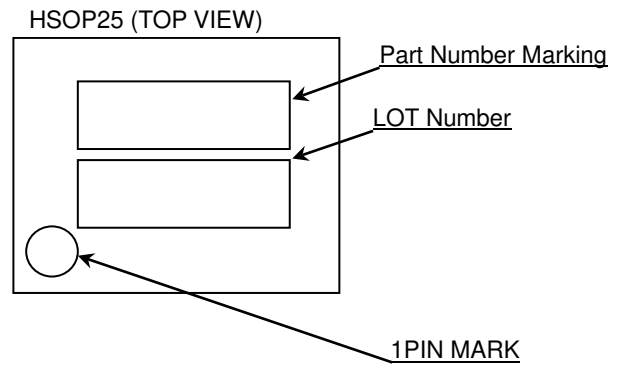 HSOP25 (TOP VIEW)
Part Number Marking
LOT Number
1PIN MARK